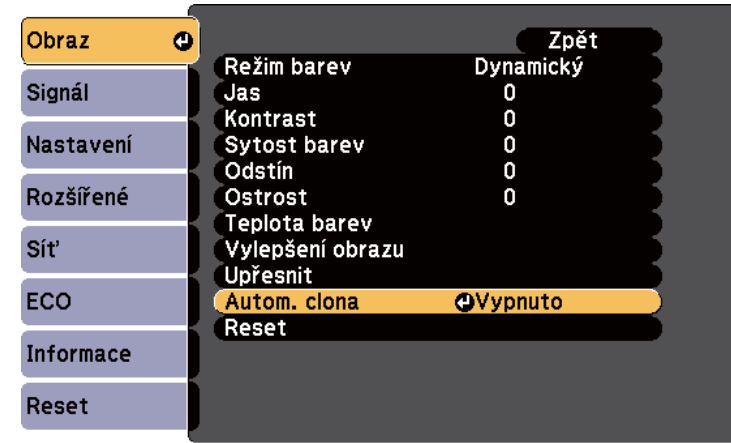 Obraz
Signál
Nastavení
Rozšířené
Síť
ECO
Informace
Reset
Zpět
Režim barev Dynamický
Jas 0
Kontrast 0
Sytost barev 0
Odstín 0
Ostrost 0
Teplota barev
Vylepšení obrazu
Upřesnit
Autom. clona Vypnuto
Reset